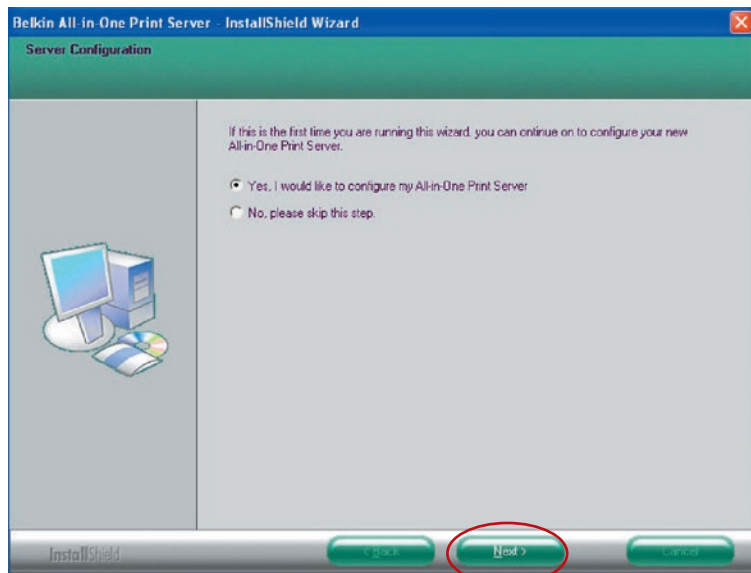 Belkin All-in-One Print Server - InstallShield Wizard
Server Configuration
If this is the first time you are running this wizard, you can ontinue on to configure your new
All-in-One Print Server.
Yes, I would like to configure my All-in-One Print Server
No, please skip this step.
InstallShield
< Back
Next >
Cancel